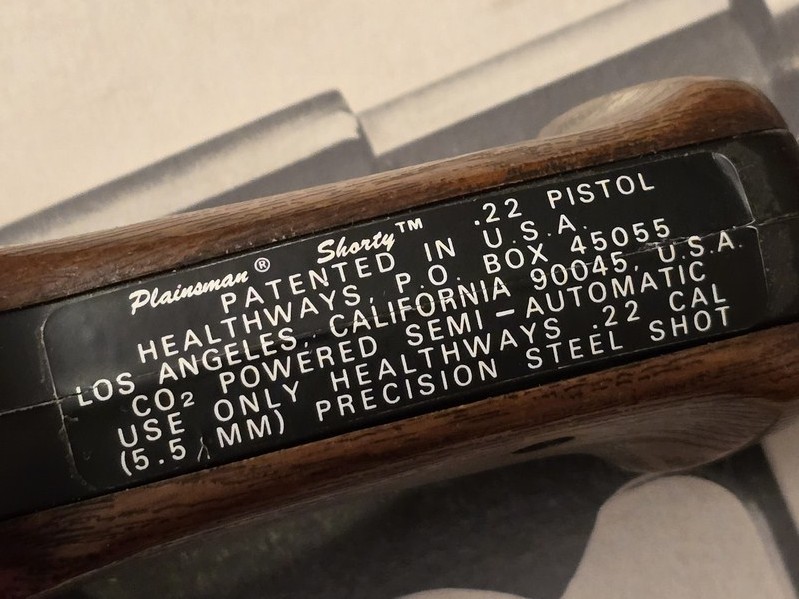 Plainsman® Shorty™ .22 PISTOL
PATENTED IN U.S.A.
HEALTHWAYS, P.O. BOX 45055
LOS ANGELES, CALIFORNIA 90045, U.S.A.
CO2 POWERED SEMI-AUTOMATIC
USE ONLY HEALTHWAYS .22 CAL
(5.5 MM) PRECISION STEEL SHOT